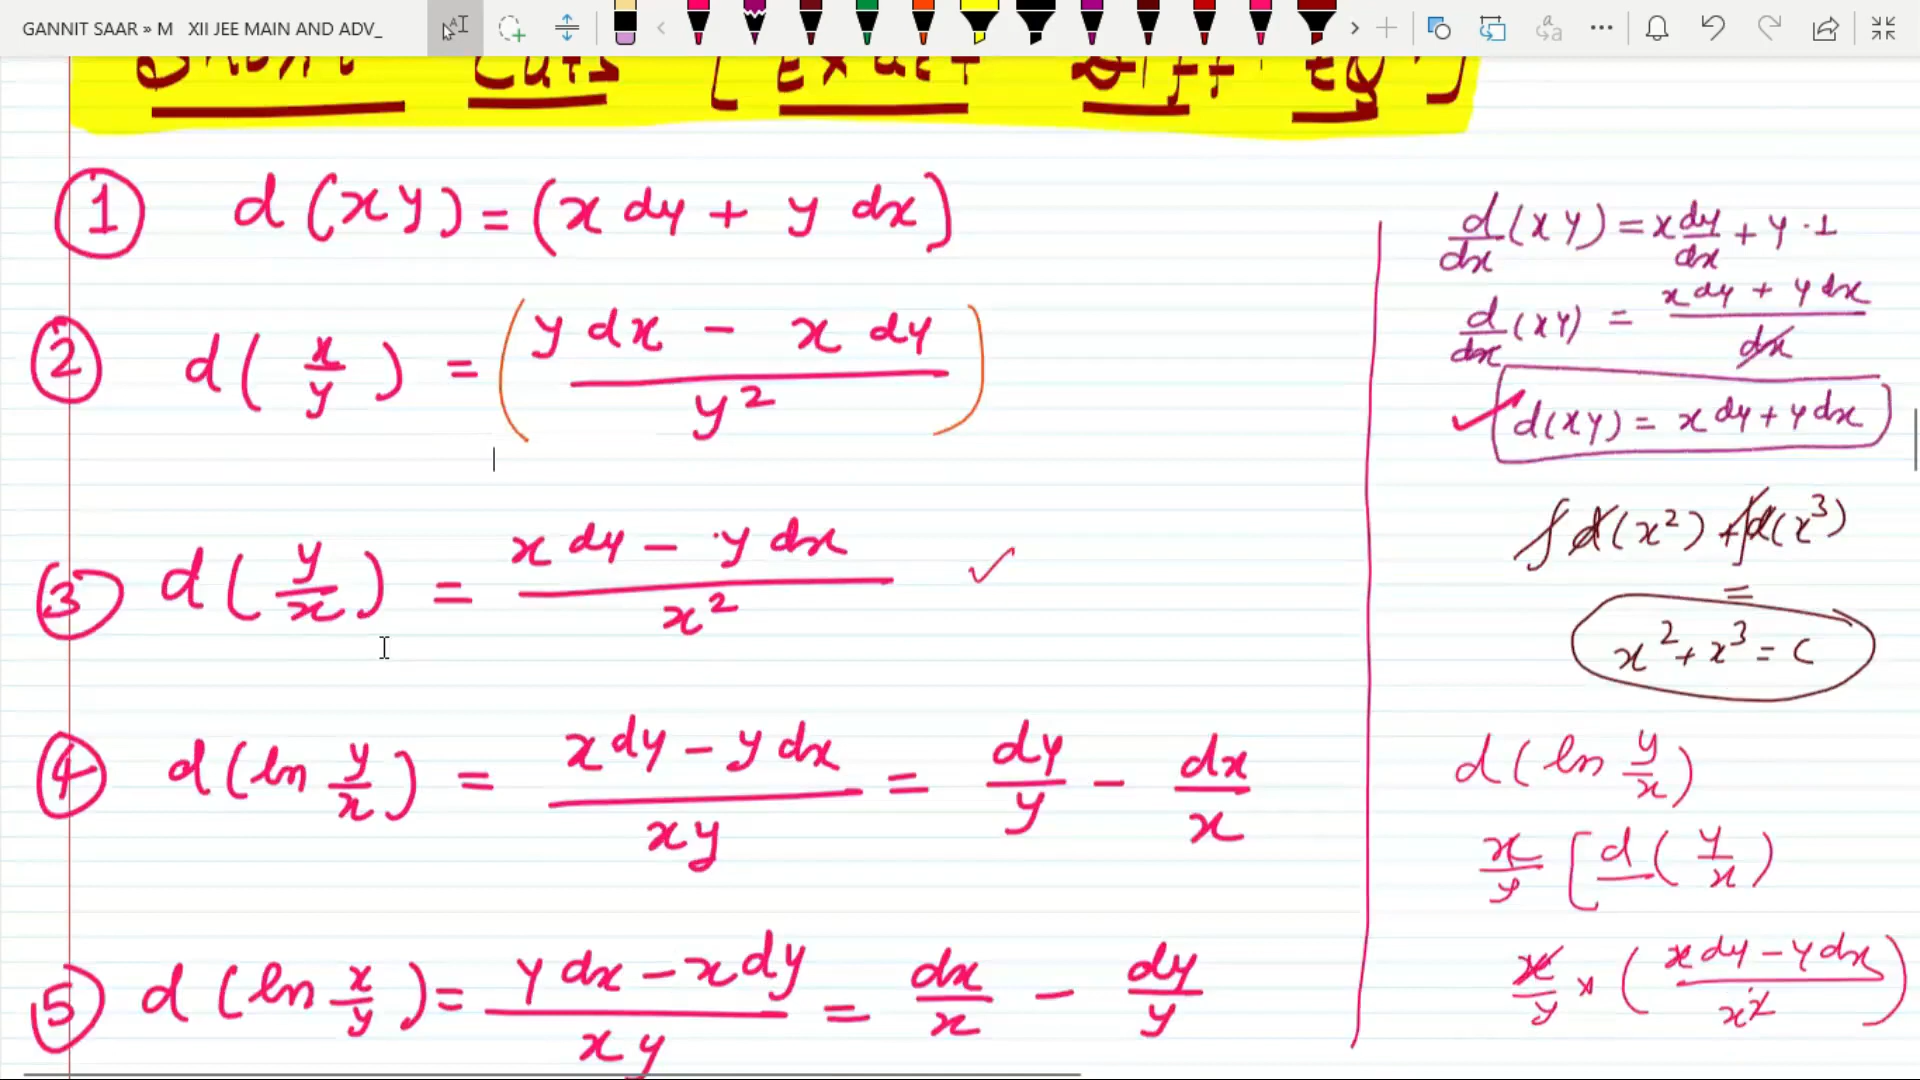 GANNIT SAAR » M XII JEE MAIN AND ADV_
Short Cuts [Exact Diff Eq]
① d(xy) = (x dy + y dx)
② d(x/y) = (y dx - x dy / y²)
③ d(y/x) = x dy - y dx / x² ✓
④ d(ln y/x) = x dy - y dx / xy = dy/y - dx/x
⑤ d(ln x/y) = y dx - x dy / xy = dx/x - dy/y
d/dx (xy) = x dy/dx + y·1
d/dx (xy) = x dy + y dx / dx
✓ d(xy) = x dy + y dx
∫d(x²) + ∫d(x³)
=
x² + x³ = c
d(ln y/x)
x/y [d(y/x)
x/y × (x dy - y dx / x²)